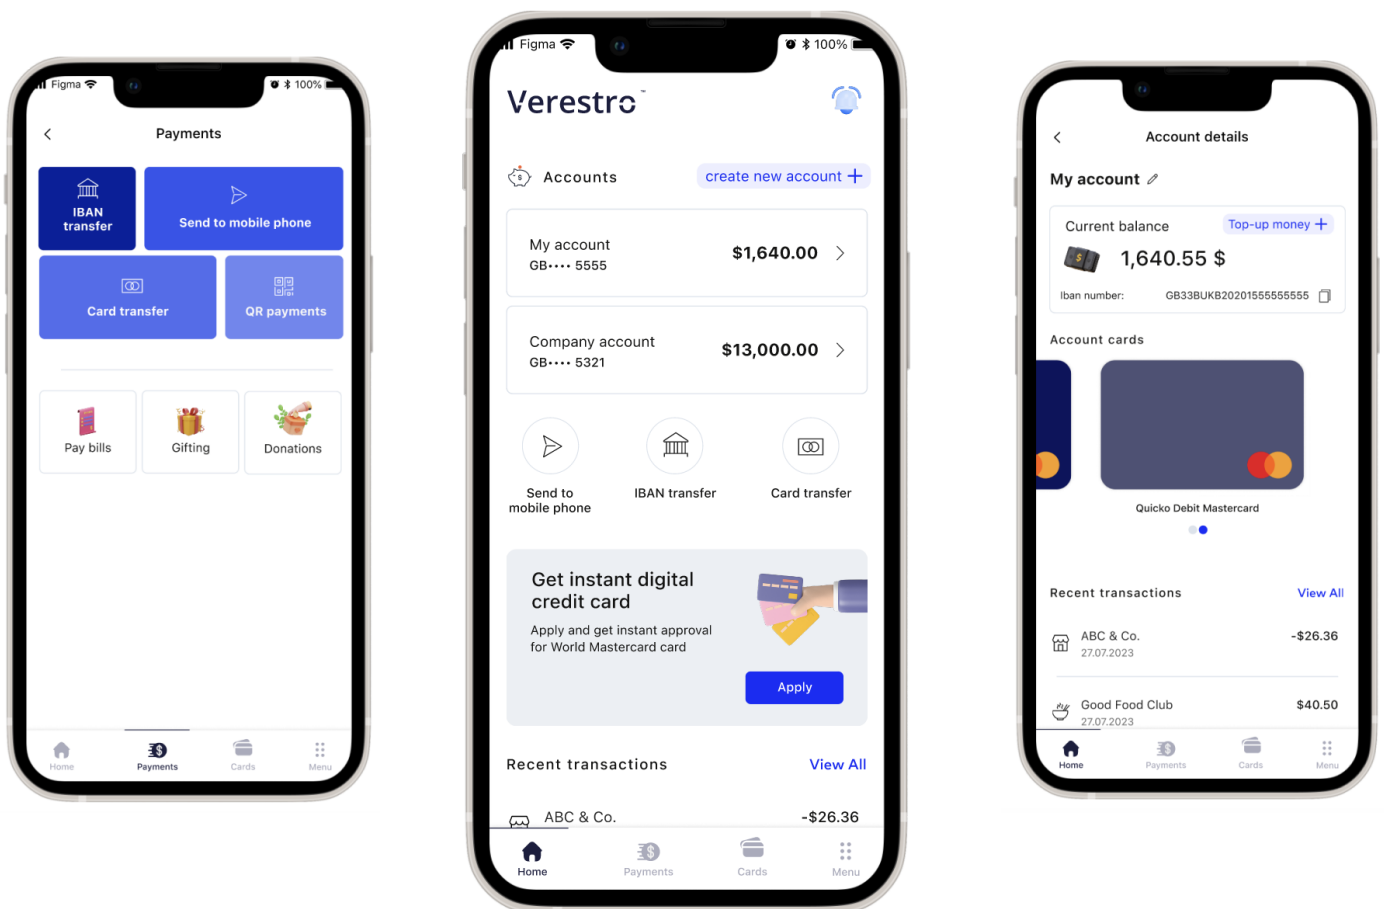 Figma
100%
Payments
IBAN
transfer
Send to mobile phone
Card transfer
QR payments
Pay bills
Gifting
Donations
Home
Payments
Cards
Menu
Figma
100%
Verestro™
Accounts
create new account +
My account
GB•••• 5555
$1,640.00
Company account
GB•••• 5321
$13,000.00
Send to
mobile phone
IBAN transfer
Card transfer
Get instant digital
credit card
Apply and get instant approval
for World Mastercard card
Apply
Recent transactions
View All
ABC & Co.
-$26.36
Home
Payments
Cards
Menu
Account details
My account
Current balance
Top-up money +
1,640.55 $
Iban number:
GB33BUKB20201555555555
Account cards
Quicko Debit Mastercard
Recent transactions
View All
ABC & Co.
-$26.36
27.07.2023
Good Food Club
$40.50
27.07.2023
Home
Payments
Cards
Menu